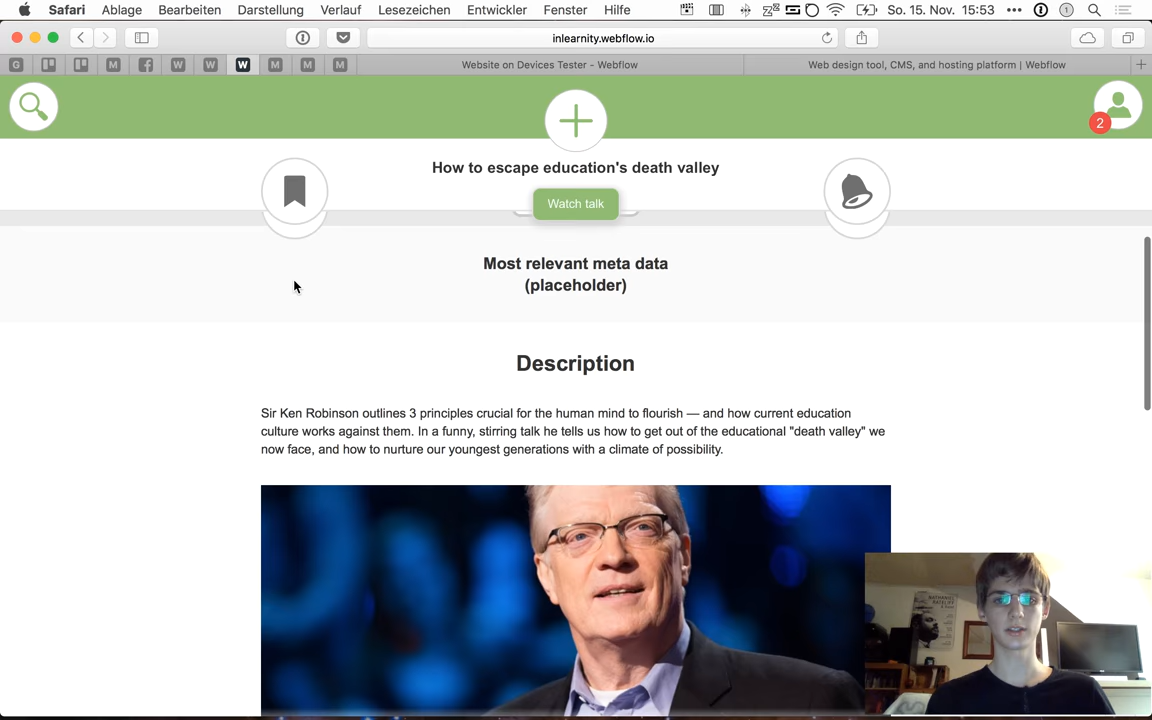 Safari Ablage Bearbeiten Darstellung Verlauf Lesezeichen Entwickler Fenster Hilfe So. 15. Nov. 15:53
inlearnity.webflow.io
G M f W W W M M M Website on Devices Tester - Webflow Web design tool, CMS, and hosting platform | Webflow
2
How to escape education's death valley
Watch talk
Most relevant meta data
(placeholder)
Description
Sir Ken Robinson outlines 3 principles crucial for the human mind to flourish — and how current education
culture works against them. In a funny, stirring talk he tells us how to get out of the educational "death valley" we
now face, and how to nurture our youngest generations with a climate of possibility.